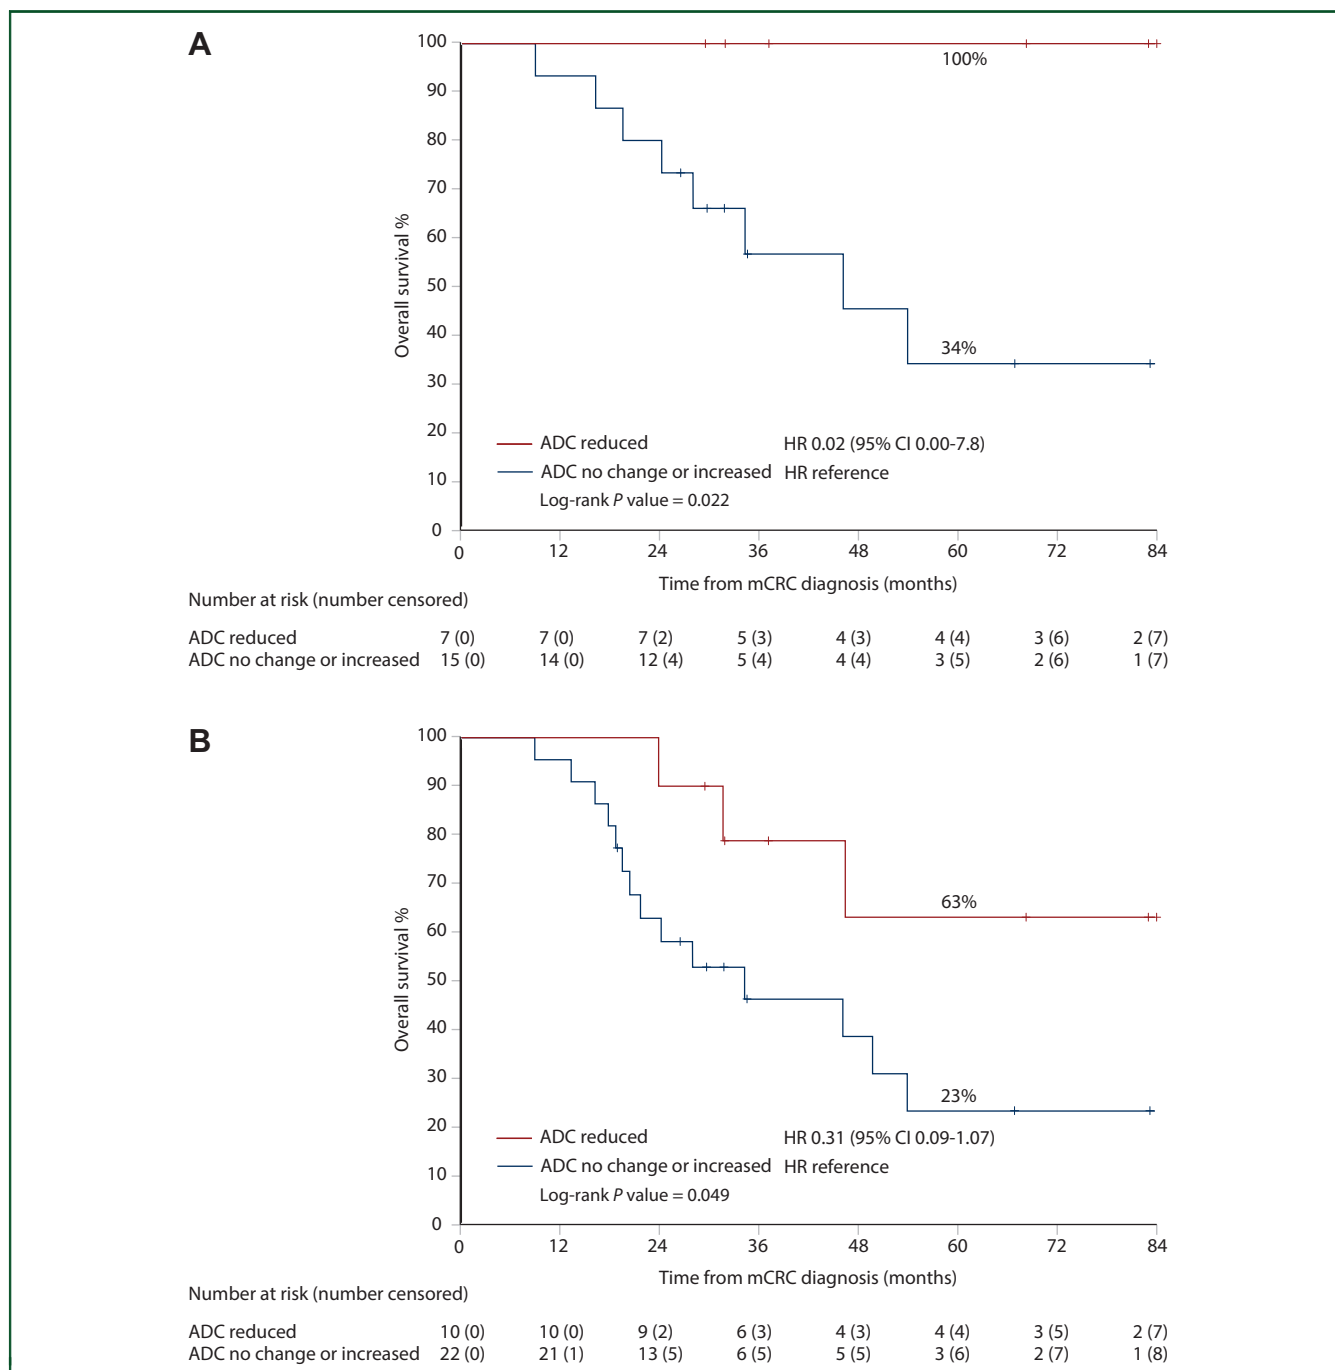 A
100
90
80
70
60
50
40
30
20
10
0
Overall survival %
100%
34%
ADC reduced HR 0.02 (95% CI 0.00-7.8)
ADC no change or increased HR reference
Log-rank P value = 0.022
0 12 24 36 48 60 72 84
Time from mCRC diagnosis (months)
Number at risk (number censored)
ADC reduced 7 (0) 7 (0) 7 (2) 5 (3) 4 (3) 4 (4) 3 (6) 2 (7)
ADC no change or increased 15 (0) 14 (0) 12 (4) 5 (4) 4 (4) 3 (5) 2 (6) 1 (7)
B
100
90
80
70
60
50
40
30
20
10
0
Overall survival %
63%
23%
ADC reduced HR 0.31 (95% CI 0.09-1.07)
ADC no change or increased HR reference
Log-rank P value = 0.049
0 12 24 36 48 60 72 84
Time from mCRC diagnosis (months)
Number at risk (number censored)
ADC reduced 10 (0) 10 (0) 9 (2) 6 (3) 4 (3) 4 (4) 3 (5) 2 (7)
ADC no change or increased 22 (0) 21 (1) 13 (5) 6 (5) 5 (5) 3 (6) 2 (7) 1 (8)